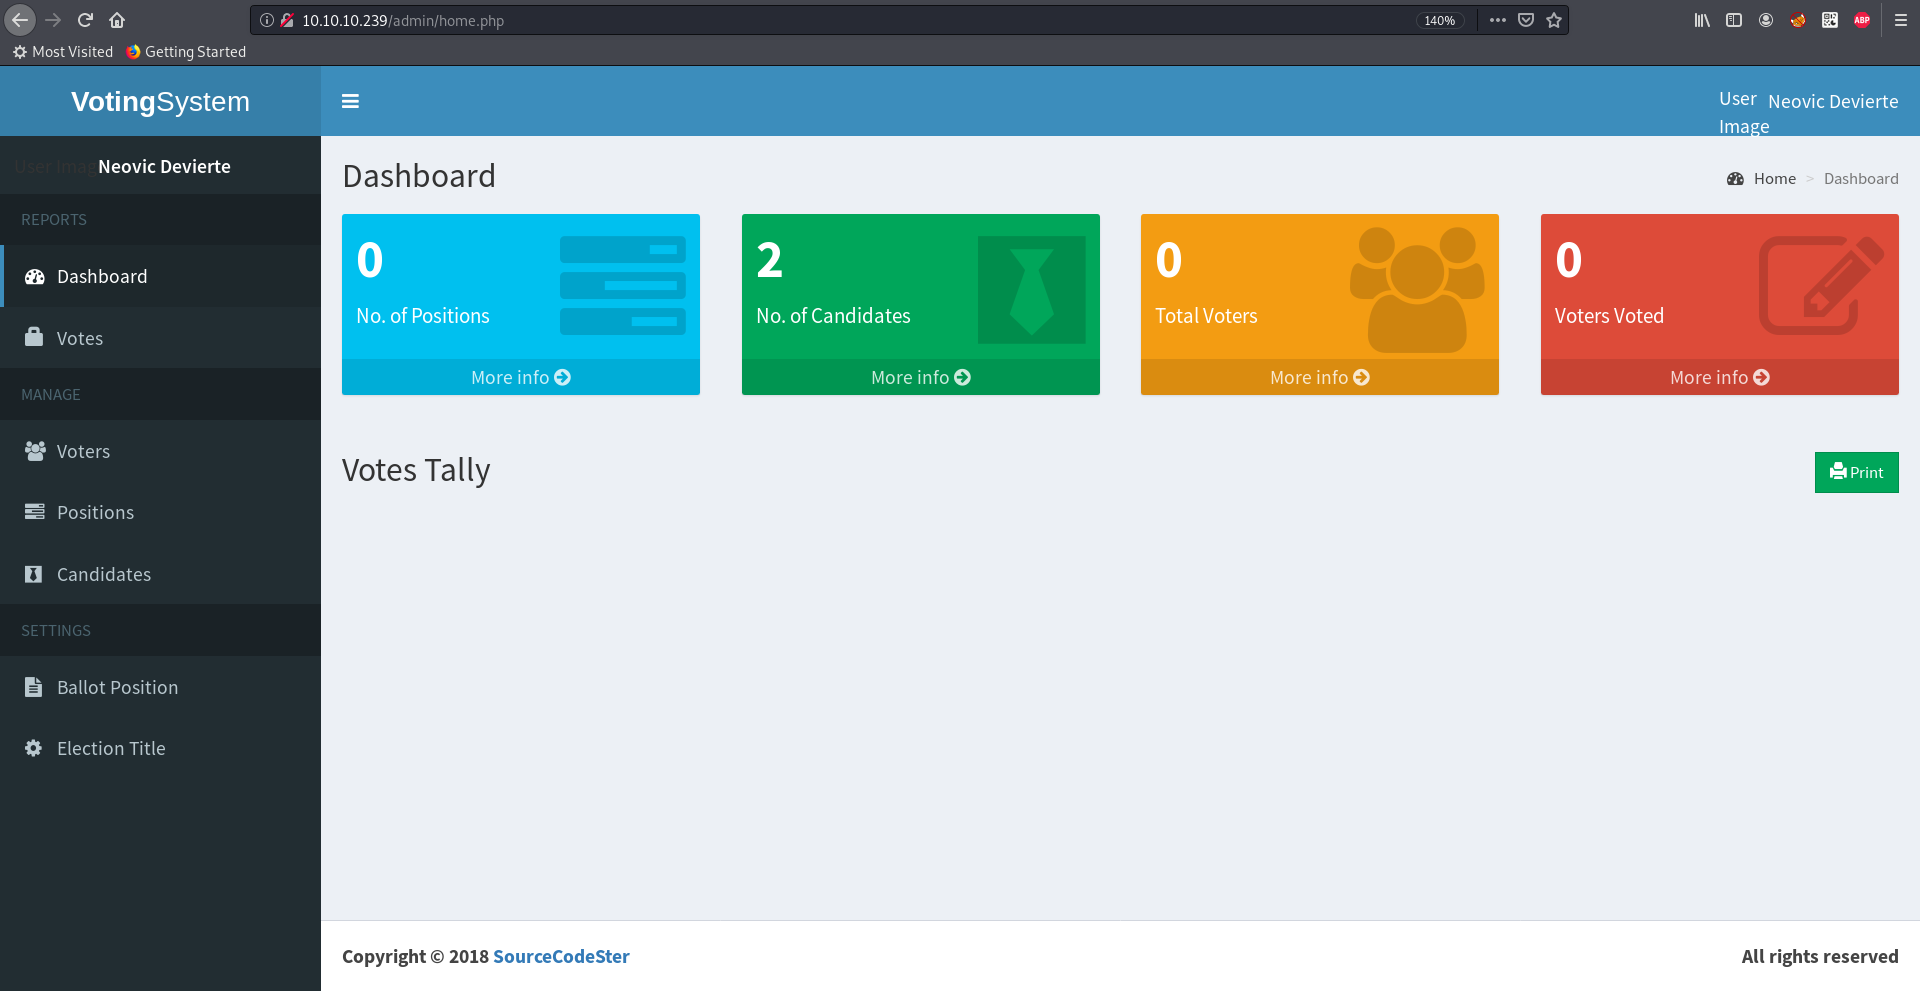 10.10.10.239/admin/home.php
140%
ABP
Most Visited Getting Started
VotingSystem
User Image
Neovic Devierte
User Imag Neovic Devierte
REPORTS
Dashboard
Votes
MANAGE
Voters
Positions
Candidates
SETTINGS
Ballot Position
Election Title
Dashboard
Home > Dashboard
0
No. of Positions
More info
2
No. of Candidates
More info
0
Total Voters
More info
0
Voters Voted
More info
Votes Tally
Print
Copyright © 2018 SourceCodeSter
All rights reserved